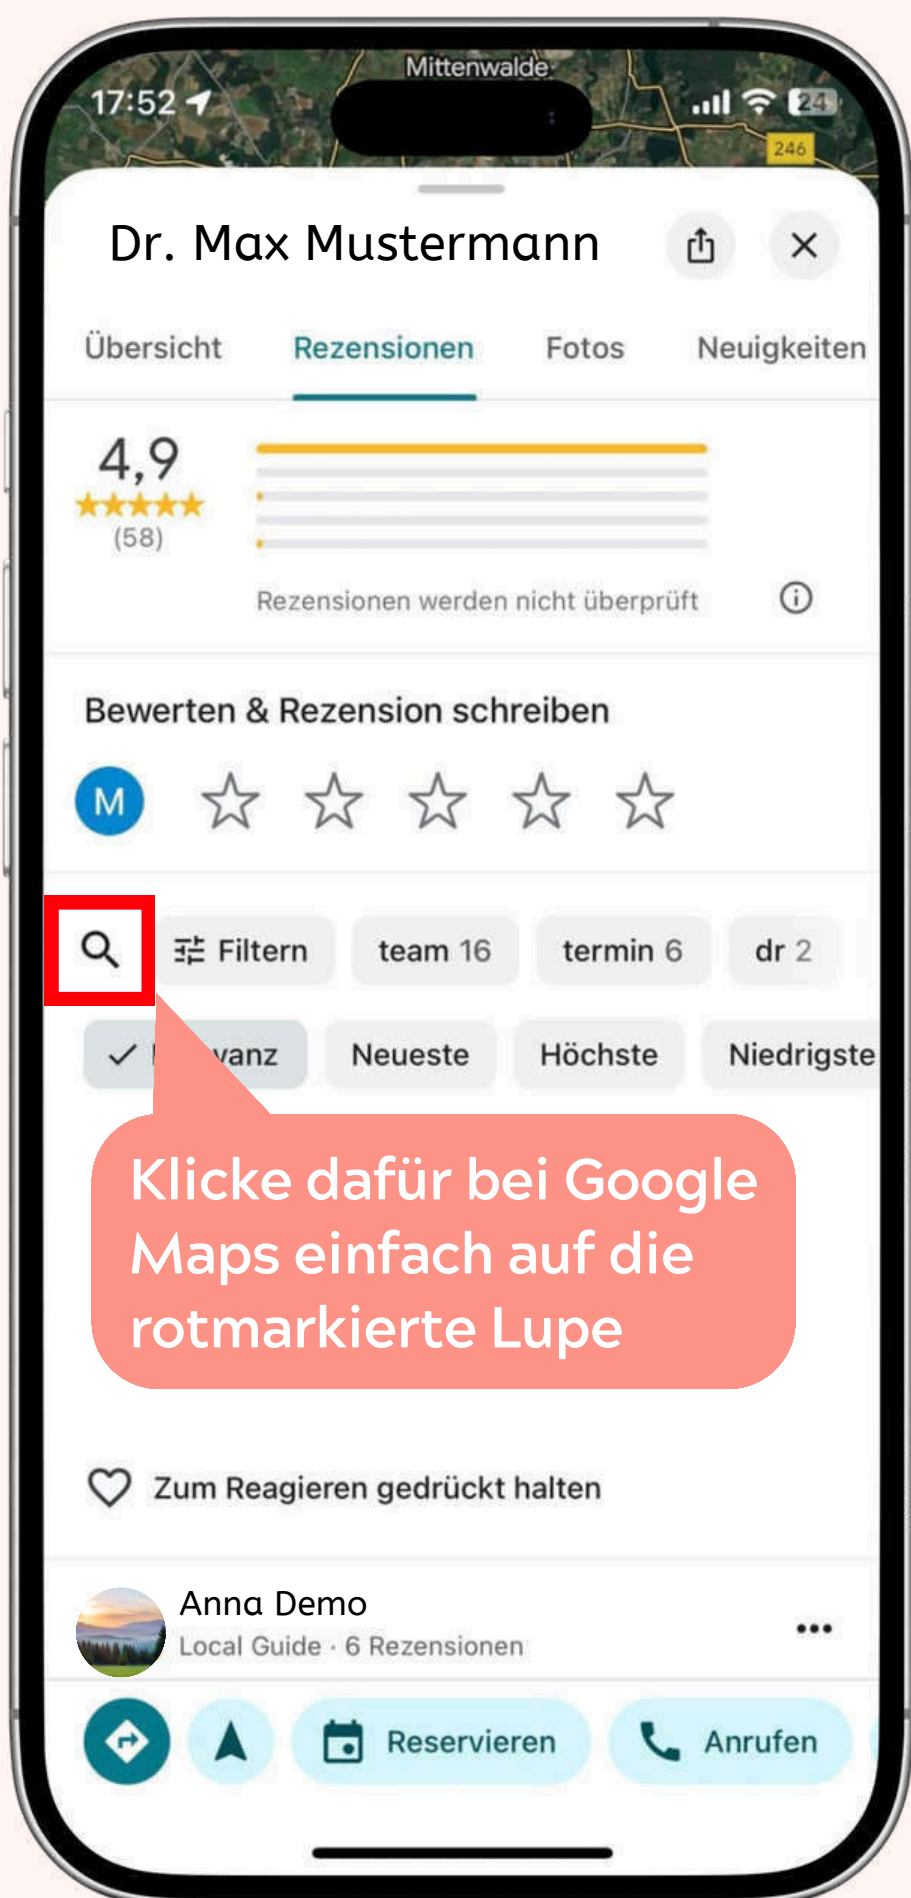 Mittenwalde
17:52
24
246
Dr. Max Mustermann
Übersicht Rezensionen Fotos Neuigkeiten
4,9
(58)
Rezensionen werden nicht überprüft
Bewerten & Rezension schreiben
M
Filtern team 16 termin 6 dr 2
vanz Neueste Höchste Niedrigste
Klicke dafür bei Google
Maps einfach auf die
rotmarkierte Lupe
Zum Reagieren gedrückt halten
Anna Demo
Local Guide · 6 Rezensionen
Reservieren Anrufen